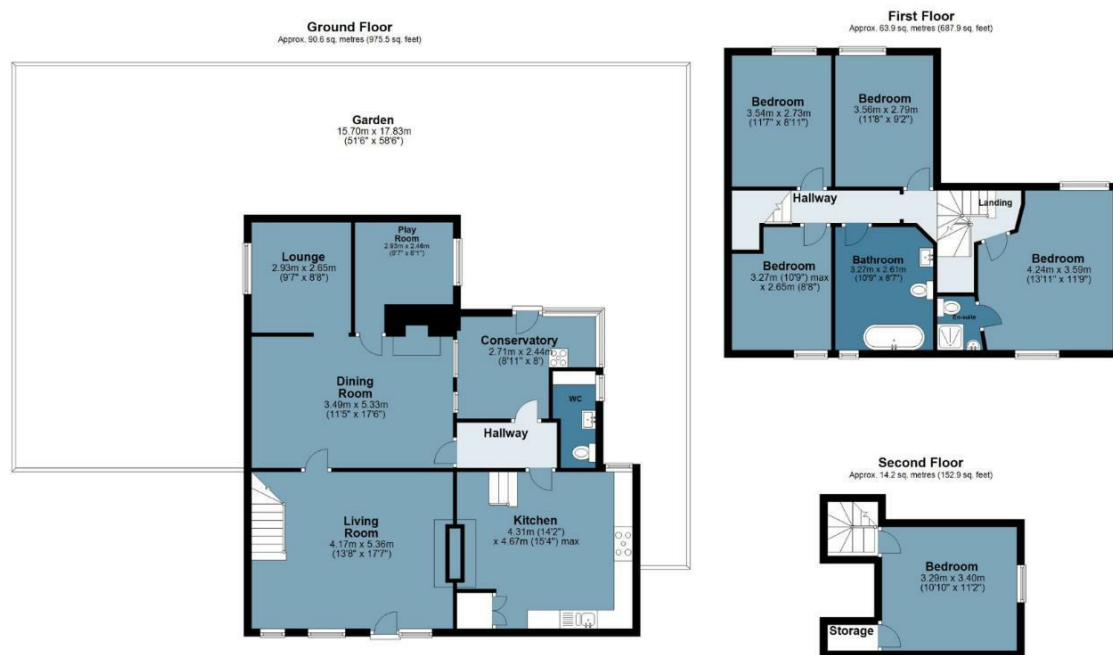 Ground Floor
Approx. 90.6 sq. metres (975.5 sq. feet)
Garden
15.70m x 17.83m
(51'6" x 58'6")
Lounge
2.93m x 2.65m
(9'7" x 8'8")
Play
Room
2.93m x 2.46m
(9'7" x 8'1")
Conservatory
2.71m x 2.44m
(8'11" x 8')
Dining
Room
3.49m x 5.33m
(11'5" x 17'6")
WC
Hallway
Living
Room
4.17m x 5.36m
(13'8" x 17'7")
Kitchen
4.31m (14'2")
x 4.67m (15'4") max
First Floor
Approx. 63.9 sq. metres (687.9 sq. feet)
Bedroom
3.54m x 2.73m
(11'7" x 8'11")
Bedroom
3.56m x 2.79m
(11'8" x 9'2")
Hallway
Landing
Bedroom
3.27m (10'9") max
x 2.65m (8'8")
Bathroom
3.27m x 2.61m
(10'9" x 8'7")
En-suite
Bedroom
4.24m x 3.59m
(13'11" x 11'9")
Second Floor
Approx. 14.2 sq. metres (152.9 sq. feet)
Bedroom
3.29m x 3.40m
(10'10" x 11'2")
Storage